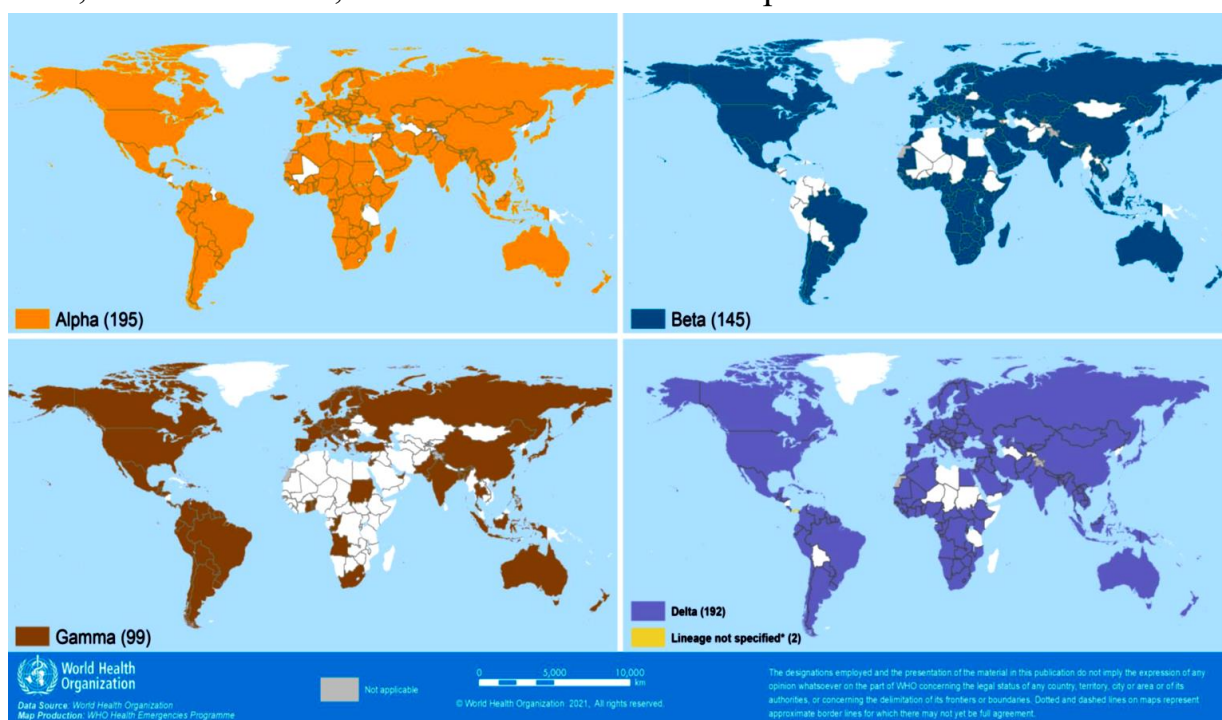 Alpha (195)
Beta (145)
Gamma (99)
Delta (192)
Lineage not specified* (2)
World Health
Organization
Data Source: World Health Organization
Map Production: WHO Health Emergencies Programme
Not applicable
0 5,000 10,000
km
© World Health Organization 2021, All rights reserved.
The designations employed and the presentation of the material in this publication do not imply the expression of any
opinion whatsoever on the part of WHO concerning the legal status of any country, territory, city or area or of its
authorities, or concerning the delimitation of its frontiers or boundaries. Dotted and dashed lines on maps represent
approximate border lines for which there may not yet be full agreement.